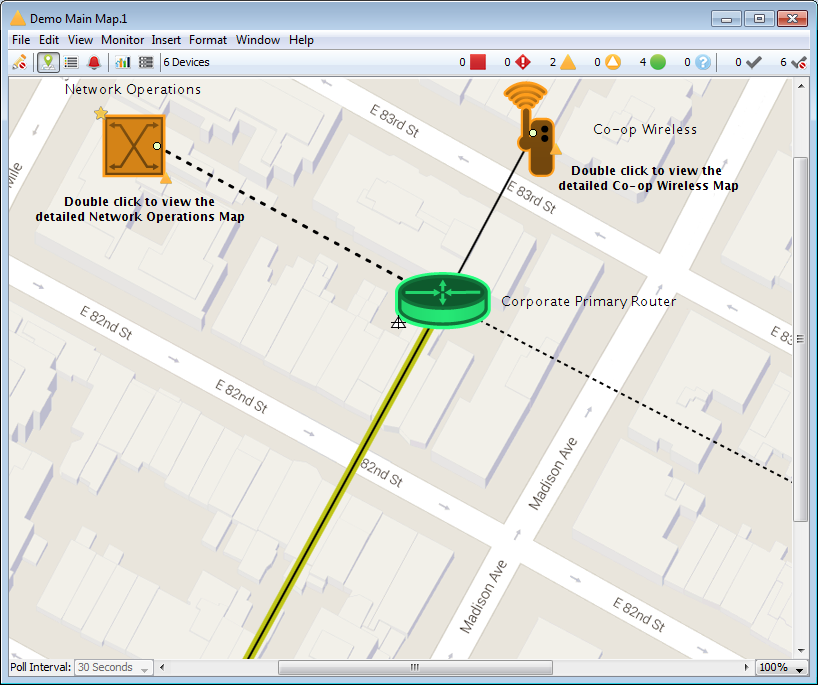 Demo Main Map.1
File Edit View Monitor Insert Format Window Help
6 Devices 0 0 2 0 4 0 0 6
Network Operations
E 83rd St
Co-op Wireless
Double click to view the
detailed Co-op Wireless Map
E 83rd St
Double click to view the
detailed Network Operations Map
Corporate Primary Router
E 82nd St
E 83
E 82nd St
82nd St
Madison Ave
Madison Ave
E 82nd St
Poll Interval: 30 Seconds 100%